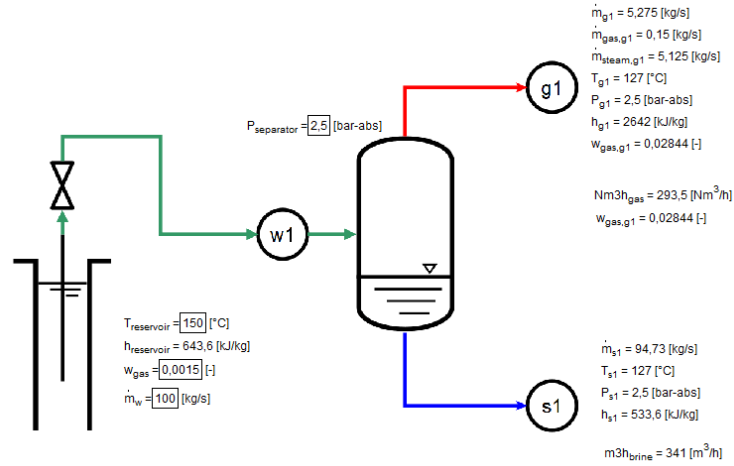 ṁg1 = 5,275 [kg/s]
ṁgas,g1 = 0,15 [kg/s]
ṁsteam,g1 = 5,125 [kg/s]
Tg1 = 127 [°C]
Pg1 = 2,5 [bar-abs]
hg1 = 2642 [kJ/kg]
wgas,g1 = 0,02844 [-]
g1
Pseparator = 2,5 [bar-abs]
Nm3hgas = 293,5 [Nm³/h]
wgas,g1 = 0,02844 [-]
w1
Treservoir = 150 [°C]
hreservoir = 643,6 [kJ/kg]
wgas = 0,0015 [-]
ṁw = 100 [kg/s]
ṁs1 = 94,73 [kg/s]
Ts1 = 127 [°C]
Ps1 = 2,5 [bar-abs]
hs1 = 533,6 [kJ/kg]
s1
m3hbrine = 341 [m³/h]